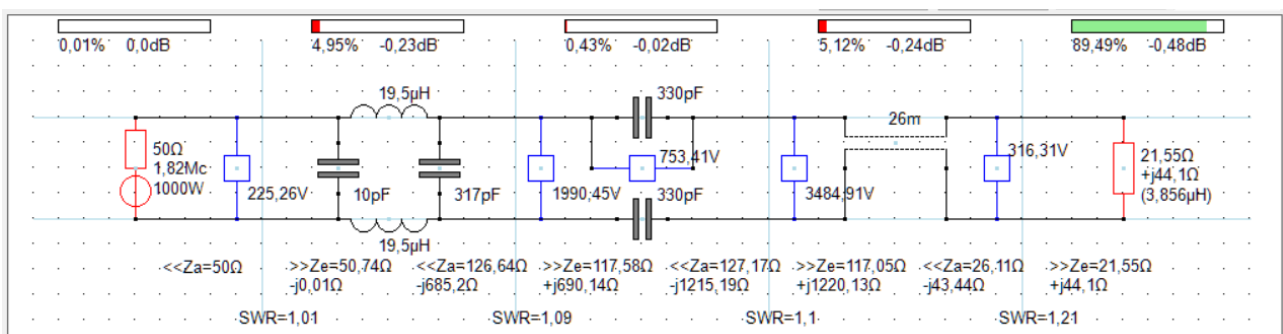 0,01% 0,0dB 4,95% -0,23dB 0,43% -0,02dB 5,12% -0,24dB 89,49% -0,48dB
19,5µH 330pF
26m
50Ω 753,41V 316,31V 21,55Ω
1,82Mc +j44,1Ω
1000W 225,26V 10pF 317pF 1990,45V 330pF 3484,91V (3,856µH)
19,5µH
<<Za=50Ω >>Ze=50,74Ω <<Za=126,64Ω >>Ze=117,58Ω <<Za=127,17Ω >>Ze=117,05Ω <<Za=26,11Ω >>Ze=21,55Ω
-j0,01Ω -j685,2Ω +j690,14Ω -j1215,19Ω +j1220,13Ω -j43,44Ω +j44,1Ω
SWR=1,01 SWR=1,09 SWR=1,1 SWR=1,21